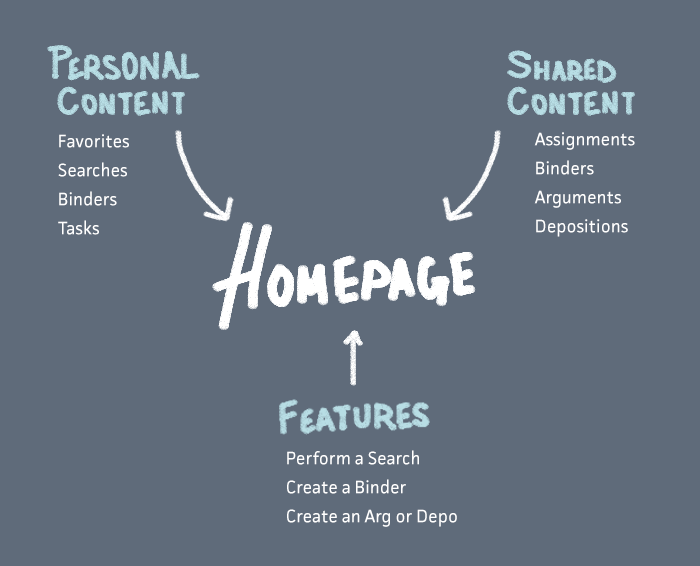 PERSONAL
CONTENT
Favorites
Searches
Binders
Tasks
SHARED
CONTENT
Assignments
Binders
Arguments
Depositions
HOMEPAGE
FEATURES
Perform a Search
Create a Binder
Create an Arg or Depo